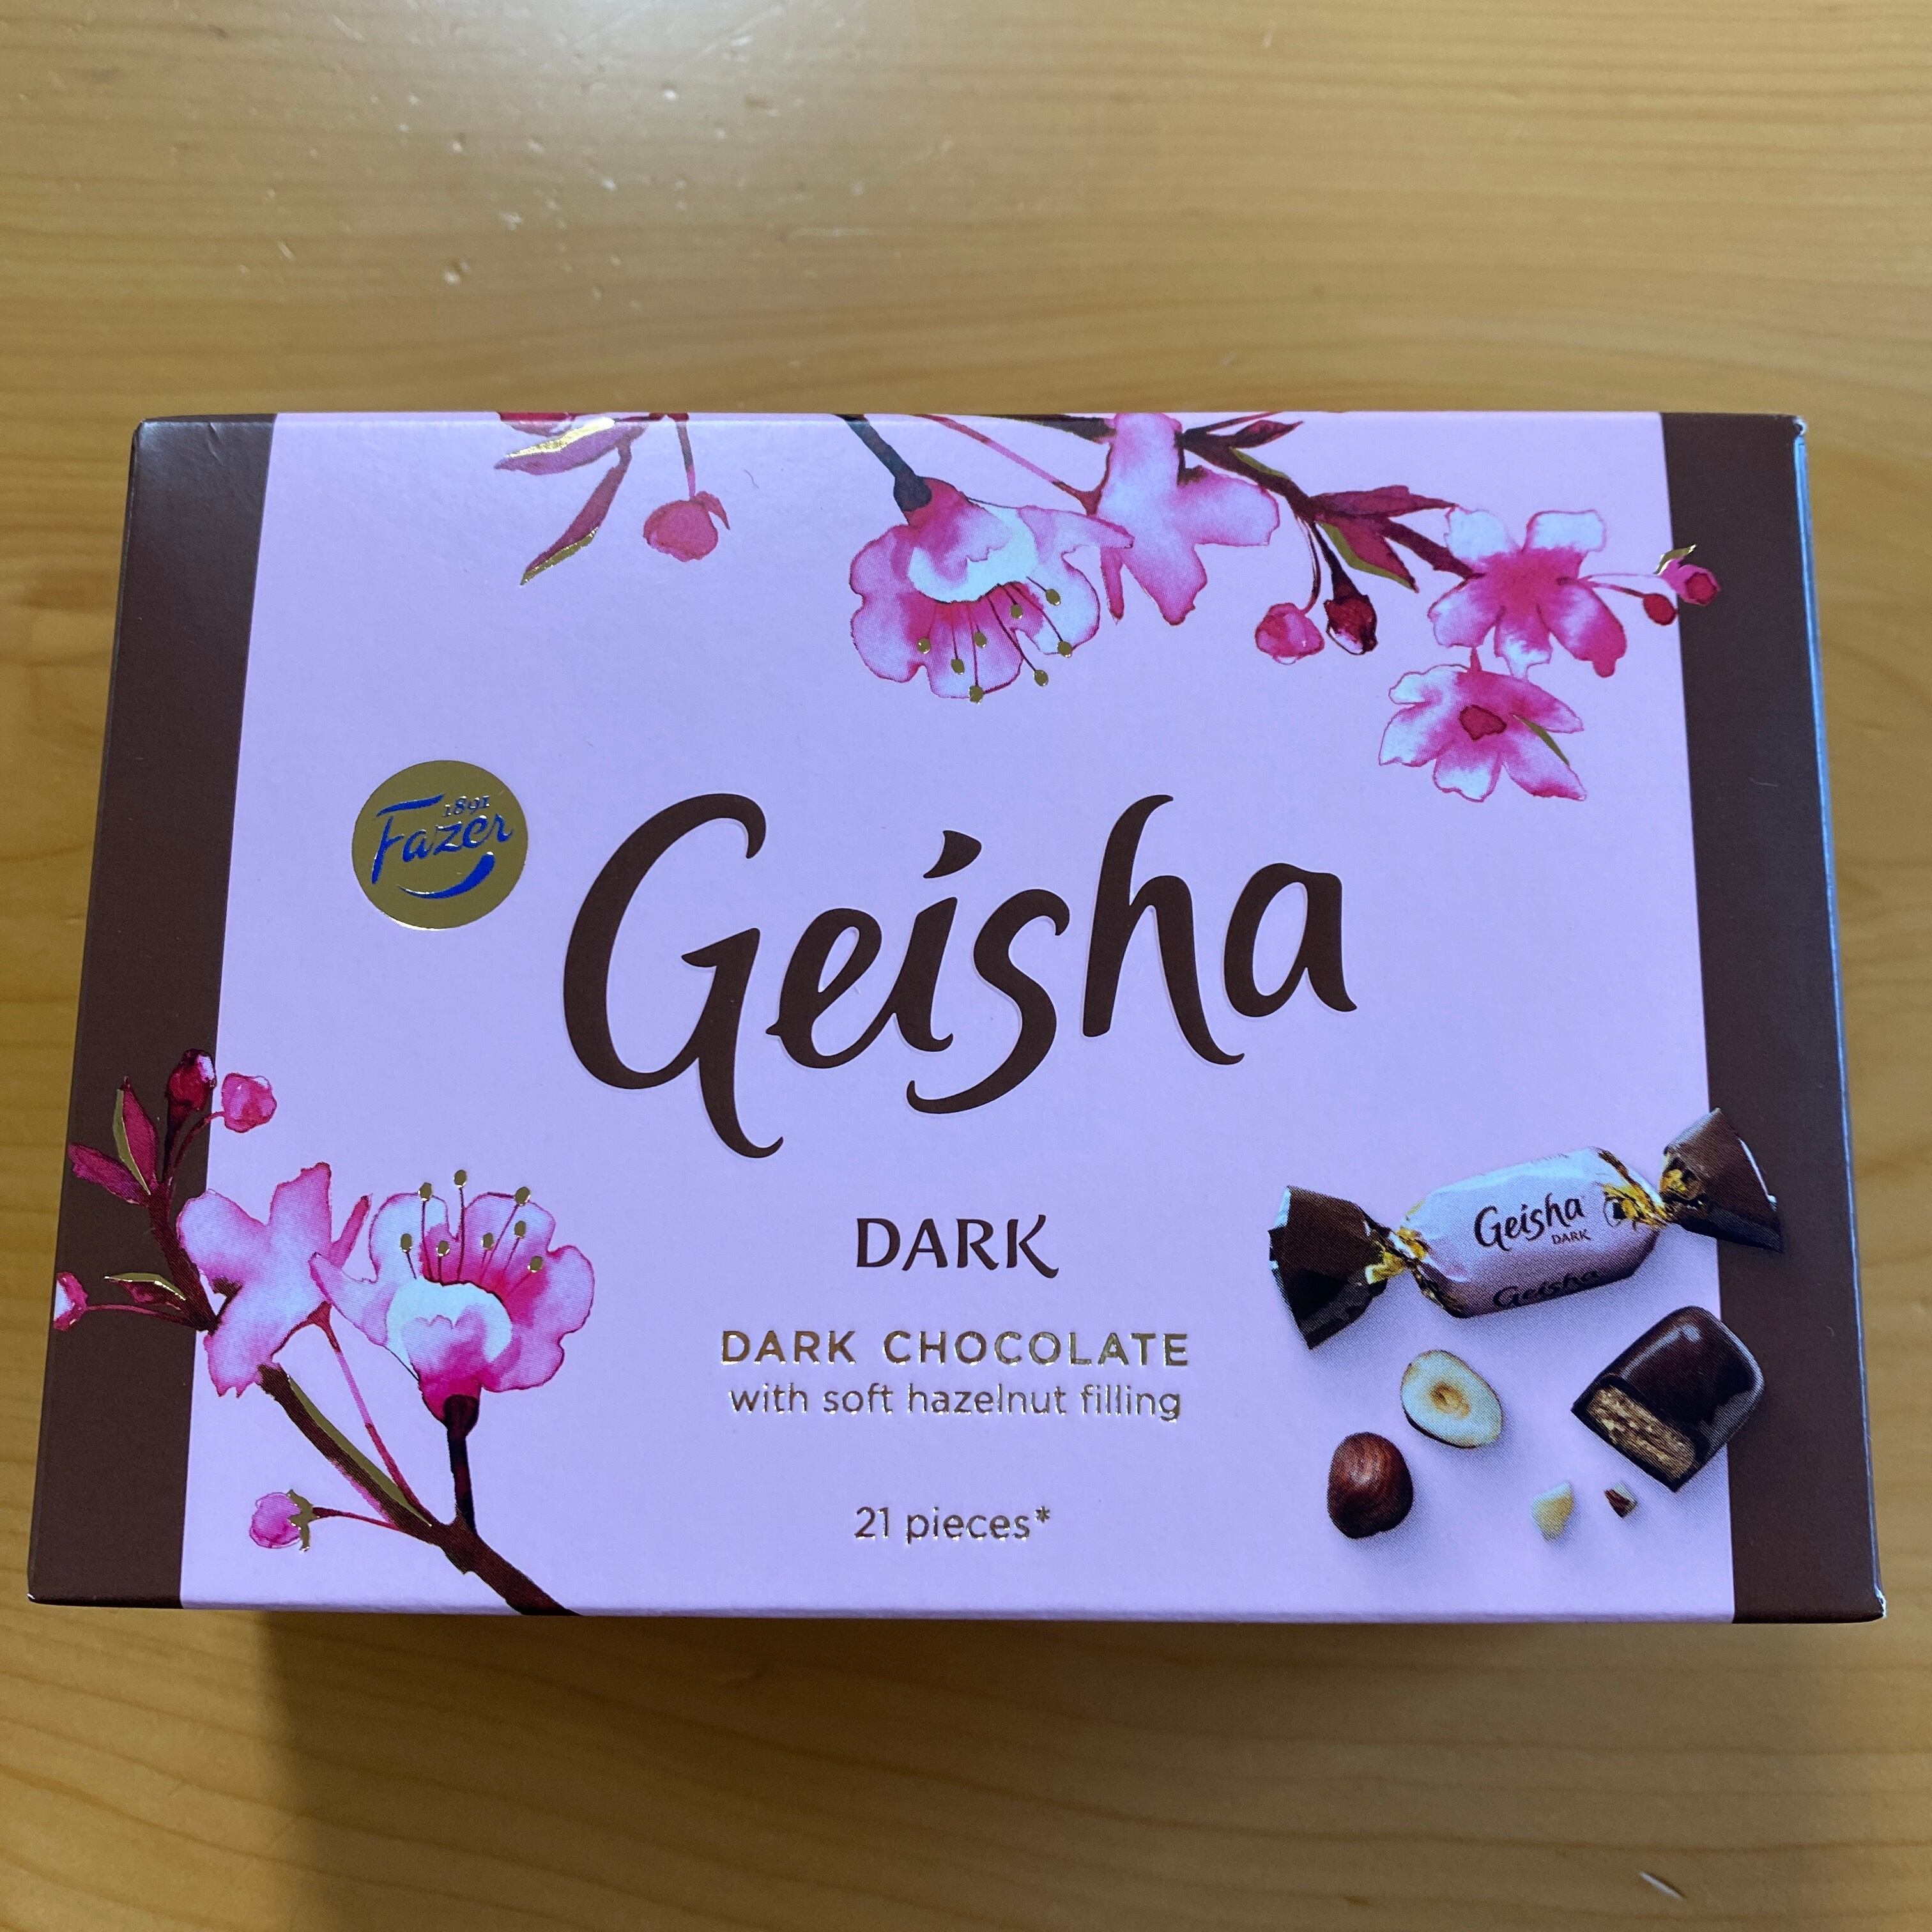 1891
Fazer
Geisha
DARK
DARK CHOCOLATE
with soft hazelnut filling
21 pieces*
Geisha
DARK
Geisha